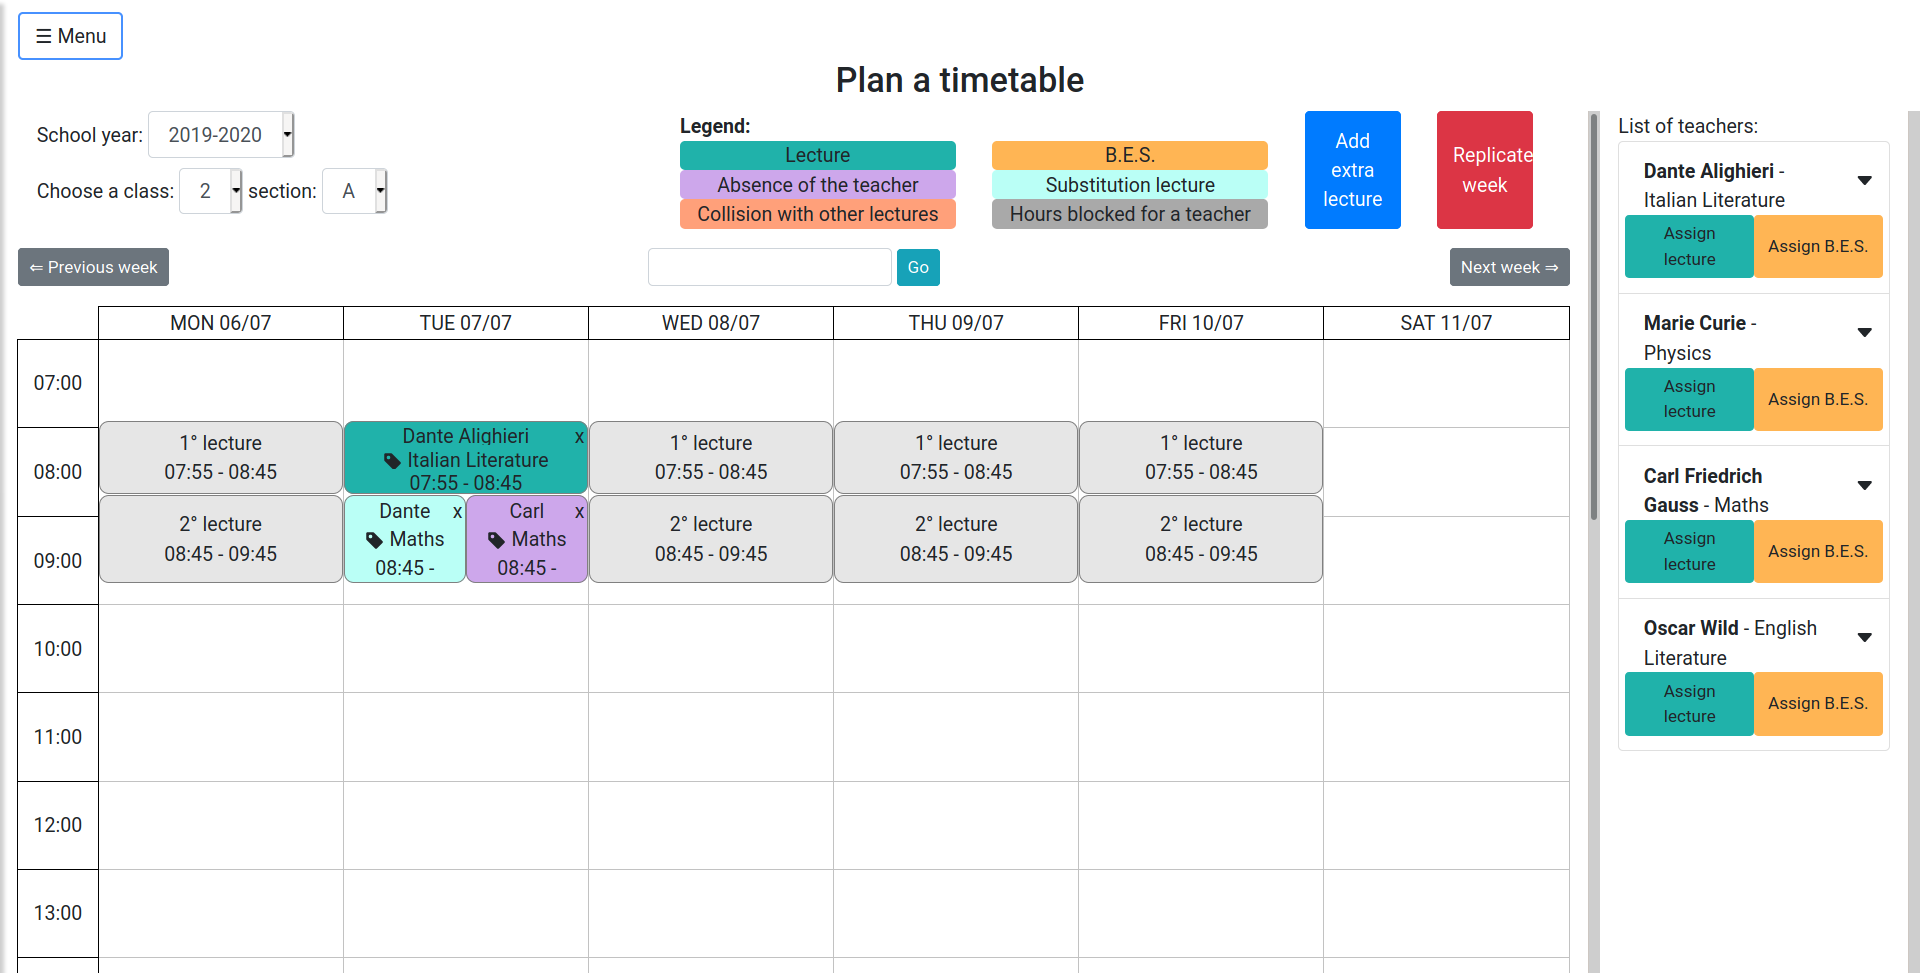 ☰ Menu
Plan a timetable
School year: 2019-2020
Choose a class: 2 section: A
Legend:
Lecture
Absence of the teacher
Collision with other lectures
B.E.S.
Substitution lecture
Hours blocked for a teacher
Add
extra
lecture
Replicate
week
⇐ Previous week
Go
Next week ⇒
MON 06/07 TUE 07/07 WED 08/07 THU 09/07 FRI 10/07 SAT 11/07
07:00
08:00
09:00
10:00
11:00
12:00
13:00
1° lecture
07:55 - 08:45
2° lecture
08:45 - 09:45
Dante Alighieri x
Italian Literature
07:55 - 08:45
Dante x
Maths
08:45 -
Carl x
Maths
08:45 -
1° lecture
07:55 - 08:45
2° lecture
08:45 - 09:45
1° lecture
07:55 - 08:45
2° lecture
08:45 - 09:45
1° lecture
07:55 - 08:45
2° lecture
08:45 - 09:45
List of teachers:
Dante Alighieri -
Italian Literature
Assign
lecture
Assign B.E.S.
Marie Curie -
Physics
Assign
lecture
Assign B.E.S.
Carl Friedrich
Gauss - Maths
Assign
lecture
Assign B.E.S.
Oscar Wild - English
Literature
Assign
lecture
Assign B.E.S.